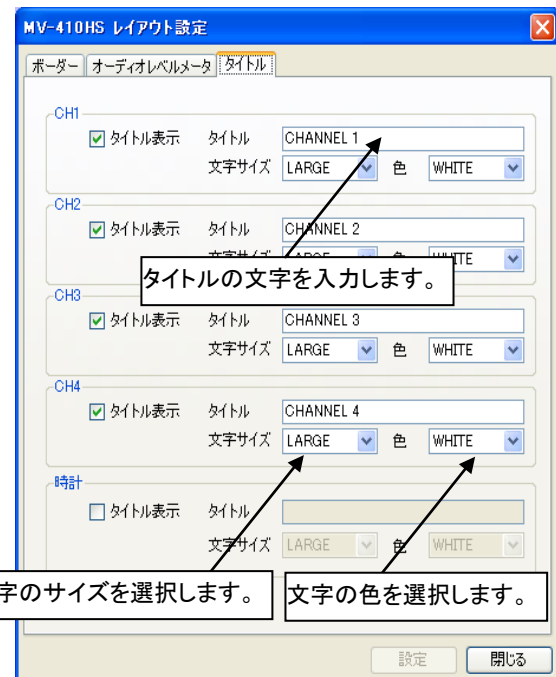 MV-410HS レイアウト設定
ボーダー オーディオレベルメータ タイトル
CH1
タイトル表示 タイトル CHANNEL 1
文字サイズ LARGE 色 WHITE
CH2
タイトル表示 タイトル CHANNEL 2
文字サイズ LARGE 色 WHITE
タイトルの文字を入力します。
CH3
タイトル表示 タイトル CHANNEL 3
文字サイズ LARGE 色 WHITE
CH4
タイトル表示 タイトル CHANNEL 4
文字サイズ LARGE 色 WHITE
時計
タイトル表示 タイトル
文字サイズ LARGE 色 WHITE
字のサイズを選択します。 文字の色を選択します。
設定 閉じる